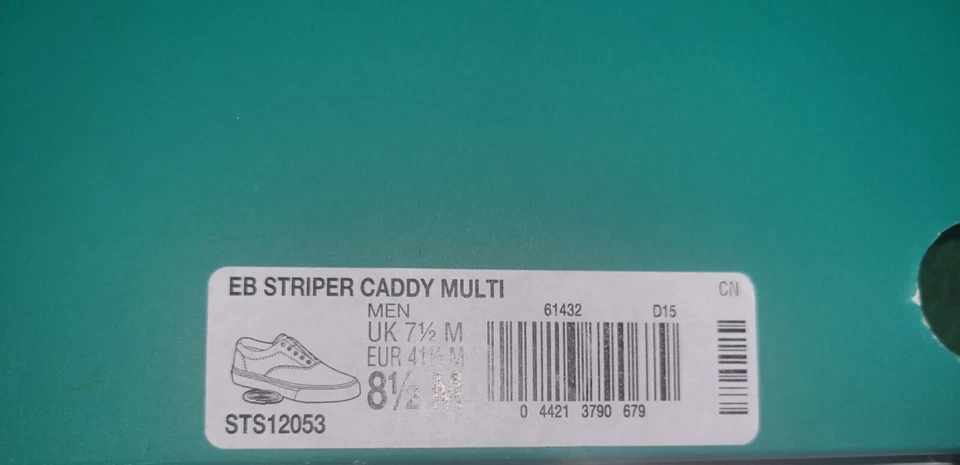 EB STRIPER CADDY MULTI
CN
MEN
61432
D15
UK 7½ M
EUR 41½ M
8½ M
0 4421 3790 679
STS12053